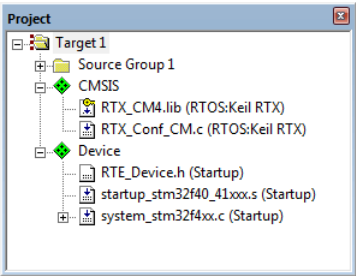 Project
Target 1
Source Group 1
CMSIS
RTX_CM4.lib (RTOS:Keil RTX)
RTX_Conf_CM.c (RTOS:Keil RTX)
Device
RTE_Device.h (Startup)
startup_stm32f40_41xxx.s (Startup)
system_stm32f4xx.c (Startup)